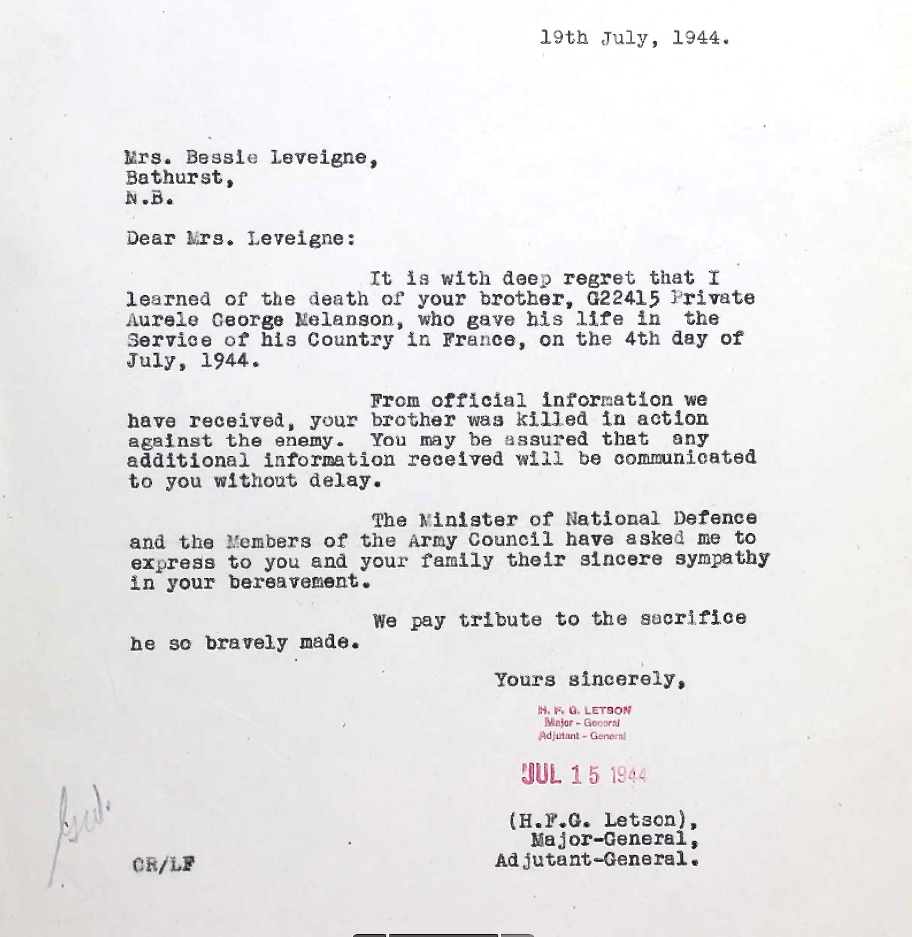 19th July, 1944.
Mrs. Bessie Leveigne,
Bathurst,
N.B.
Dear Mrs. Leveigne:
It is with deep regret that I
learned of the death of your brother, G22415 Private
Aurele George Melanson, who gave his life in the
Service of his Country in France, on the 4th day of
July, 1944.
From official information we
have received, your brother was killed in action
against the enemy. You may be assured that any
additional information received will be communicated
to you without delay.
The Minister of National Defence
and the Members of the Army Council have asked me to
express to you and your family their sincere sympathy
in your bereavement.
We pay tribute to the sacrifice
he so bravely made.
Yours sincerely,
H. F. G. LETSON
Major - General
Adjutant - General
JUL 15 1944
(H.F.G. Letson),
Major-General,
Adjutant-General.
CR/LF